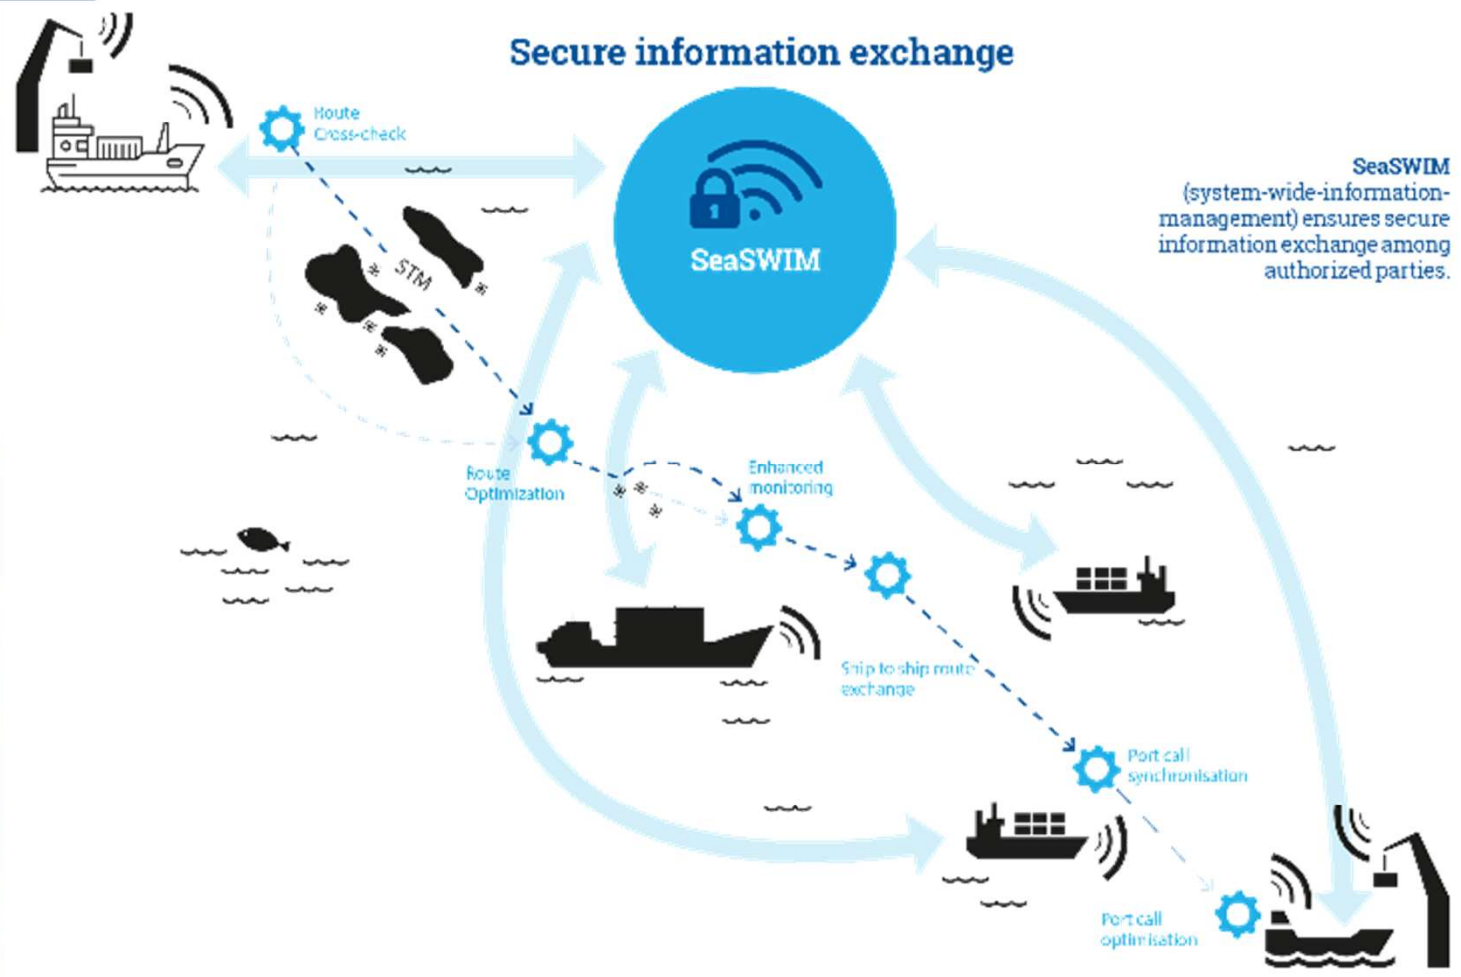 Secure information exchange
Route
Cross-check
SeaSWIM
SeaSWIM
(system-wide-information-
management) ensures secure
information exchange among
authorized parties.
STM
Route
Optimization
Enhanced
monitoring
Ship to ship route
exchange
Port call
synchronisation
Port call
optimisation